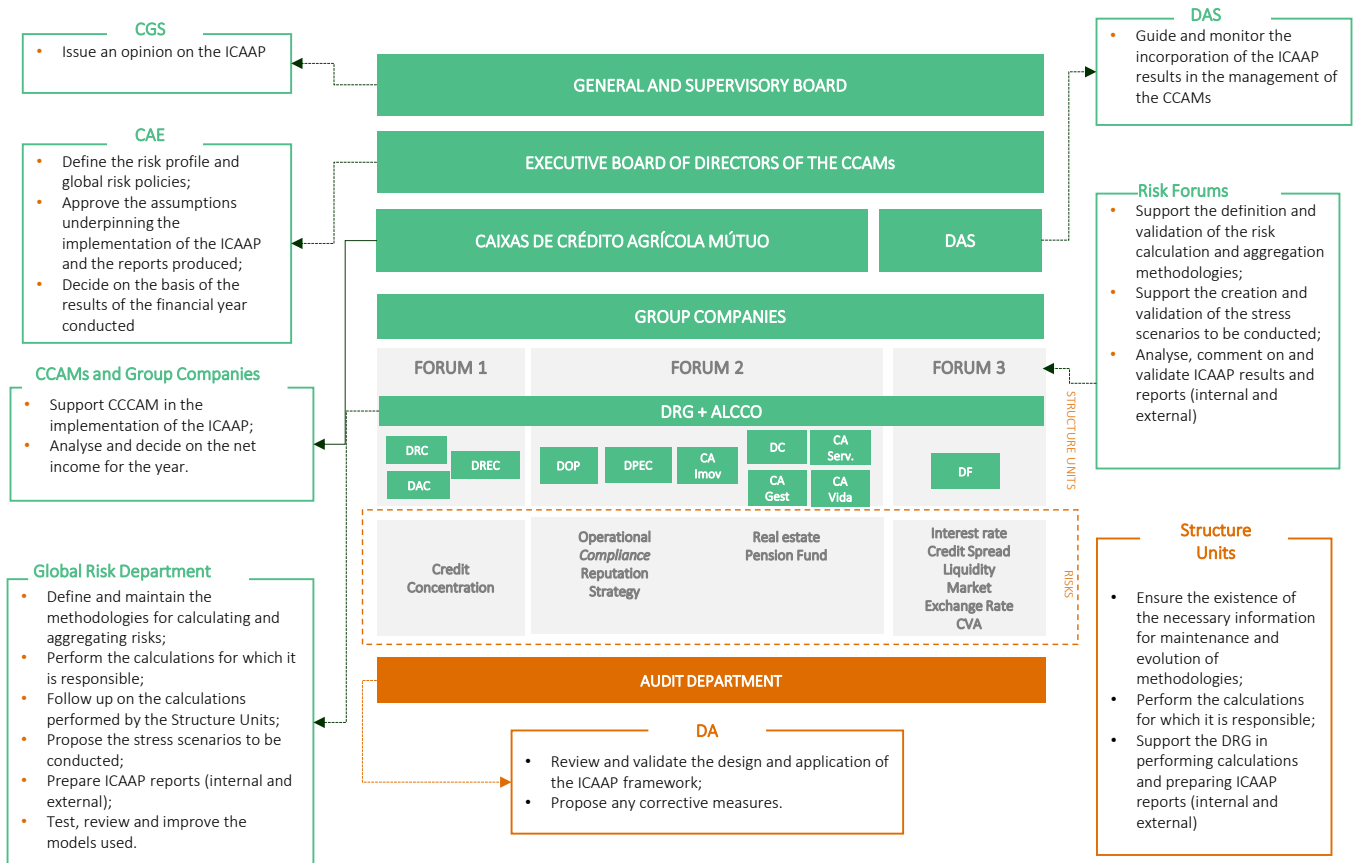 CGS
• Issue an opinion on the ICAAP
CAE
• Define the risk profile and
global risk policies;
• Approve the assumptions
underpinning the
implementation of the ICAAP
and the reports produced;
• Decide on the basis of the
results of the financial year
conducted
CCAMs and Group Companies
• Support CCCAM in the
implementation of the ICAAP;
• Analyse and decide on the net
income for the year.
Global Risk Department
• Define and maintain the
methodologies for calculating and
aggregating risks;
• Perform the calculations for which it
is responsible;
• Follow up on the calculations
performed by the Structure Units;
• Propose the stress scenarios to be
conducted;
• Prepare ICAAP reports (internal and
external);
• Test, review and improve the
models used.
GENERAL AND SUPERVISORY BOARD
EXECUTIVE BOARD OF DIRECTORS OF THE CCAMs
CAIXAS DE CRÉDITO AGRÍCOLA MÚTUO
DAS
GROUP COMPANIES
FORUM 1
FORUM 2
FORUM 3
DRG + ALCCO
DRC
DREC
DAC
DOP
DPEC
CA
Imov
DC
CA
Serv.
CA
Gest
CA
Vida
DF
STRUCTURE UNITS
Credit
Concentration
Operational
Compliance
Reputation
Strategy
Real estate
Pension Fund
Interest rate
Credit Spread
Liquidity
Market
Exchange Rate
CVA
RISKS
AUDIT DEPARTMENT
DA
• Review and validate the design and application of
the ICAAP framework;
• Propose any corrective measures.
DAS
• Guide and monitor the
incorporation of the ICAAP
results in the management of
the CCAMs
Risk Forums
• Support the definition and
validation of the risk
calculation and aggregation
methodologies;
• Support the creation and
validation of the stress
scenarios to be conducted;
• Analyse, comment on and
validate ICAAP results and
reports (internal and
external)
Structure
Units
• Ensure the existence of
the necessary information
for maintenance and
evolution of
methodologies;
• Perform the calculations
for which it is responsible;
• Support the DRG in
performing calculations
and preparing ICAAP
reports (internal and
external)